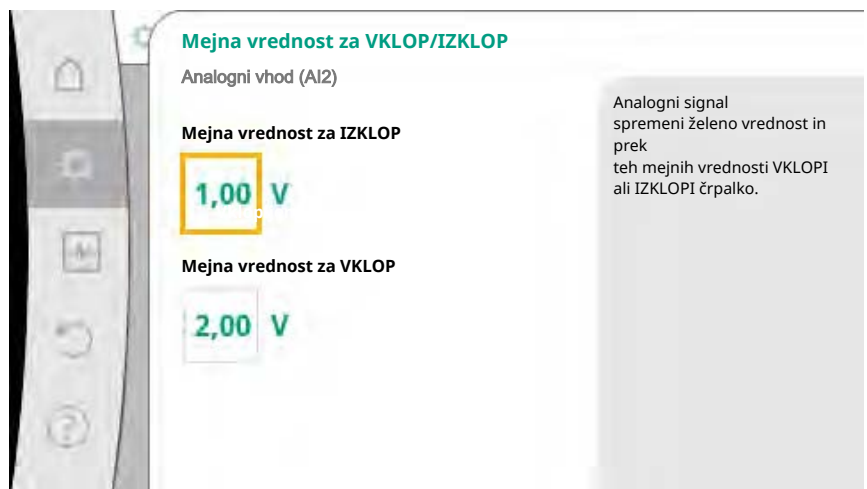 Mejna vrednost za VKLOP/IZKLOP
Analogni vhod (AI2)
Mejna vrednost za IZKLOP
1,00 V
Mejna vrednost za VKLOP
2,00 V
Analogni signal
spremeni želeno vrednost in
prek
teh mejnih vrednosti VKLOPI
ali IZKLOPI črpalko.